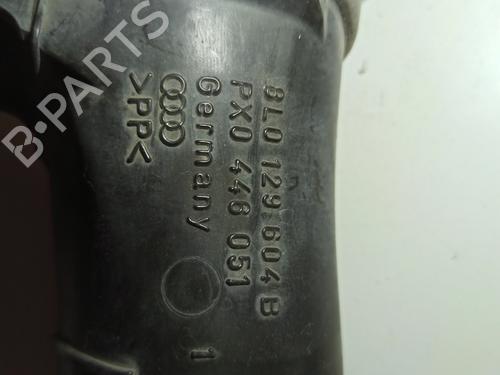 8L0 129 604 B
PX0 446 051
Germany
>PP<
1
B-PARTS